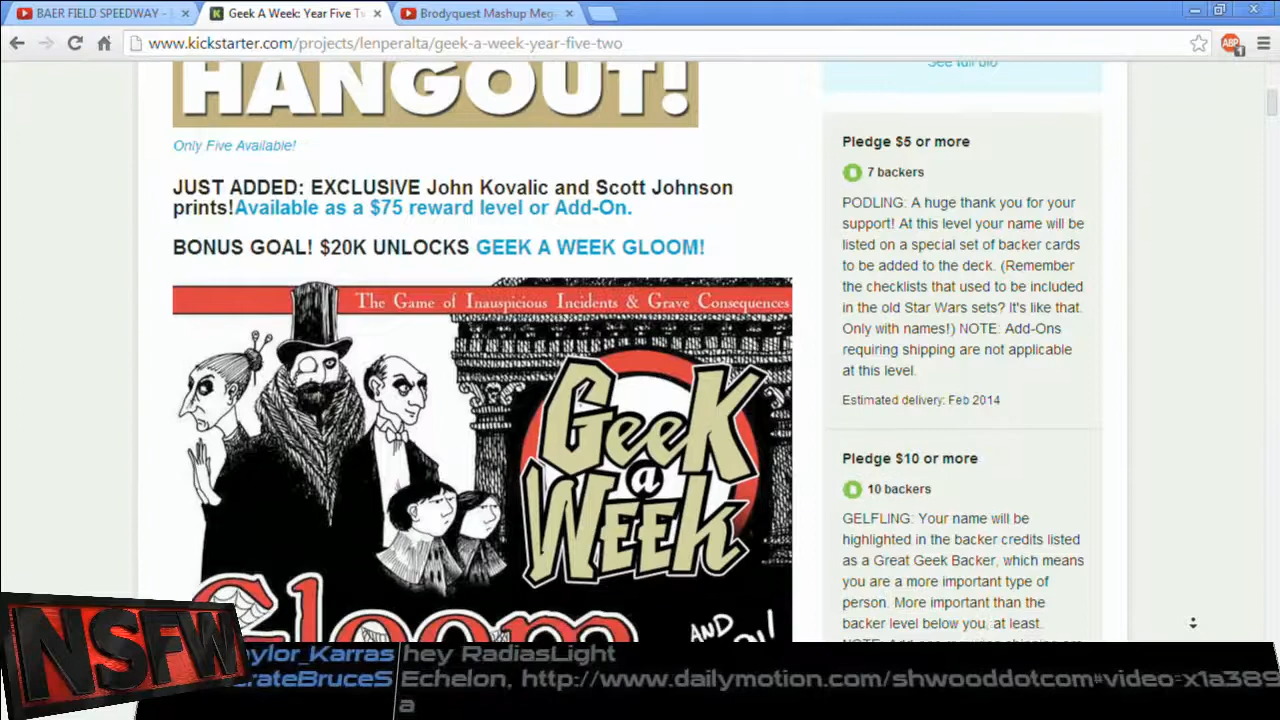 BAER FIELD SPEEDWAY -
Geek A Week: Year Five Tw
Brodyquest Mashup Meg
www.kickstarter.com/projects/lenperalta/geek-a-week-year-five-two
ABP
1
HANGOUT!
Only Five Available!
JUST ADDED: EXCLUSIVE John Kovalic and Scott Johnson
prints!Available as a $75 reward level or Add-On.
BONUS GOAL! $20K UNLOCKS GEEK A WEEK GLOOM!
The Game of Inauspicious Incidents & Grave Consequences
Geek
a
Week
Gloom
AND
See full bio
Pledge $5 or more
7 backers
PODLING: A huge thank you for your
support! At this level your name will be
listed on a special set of backer cards
to be added to the deck. (Remember
the checklists that used to be included
in the old Star Wars sets? It's like that.
Only with names!) NOTE: Add-Ons
requiring shipping are not applicable
at this level.
Estimated delivery: Feb 2014
Pledge $10 or more
10 backers
GELFLING: Your name will be
highlighted in the backer credits listed
as a Great Geek Backer, which means
you are a more important type of
person. More important than the
backer level below you, at least.
NSFW
aylor_Karras hey RadiasLight
rateBruceS Echelon, http://www.dailymotion.com/shwooddotcom#video=x1a389
a